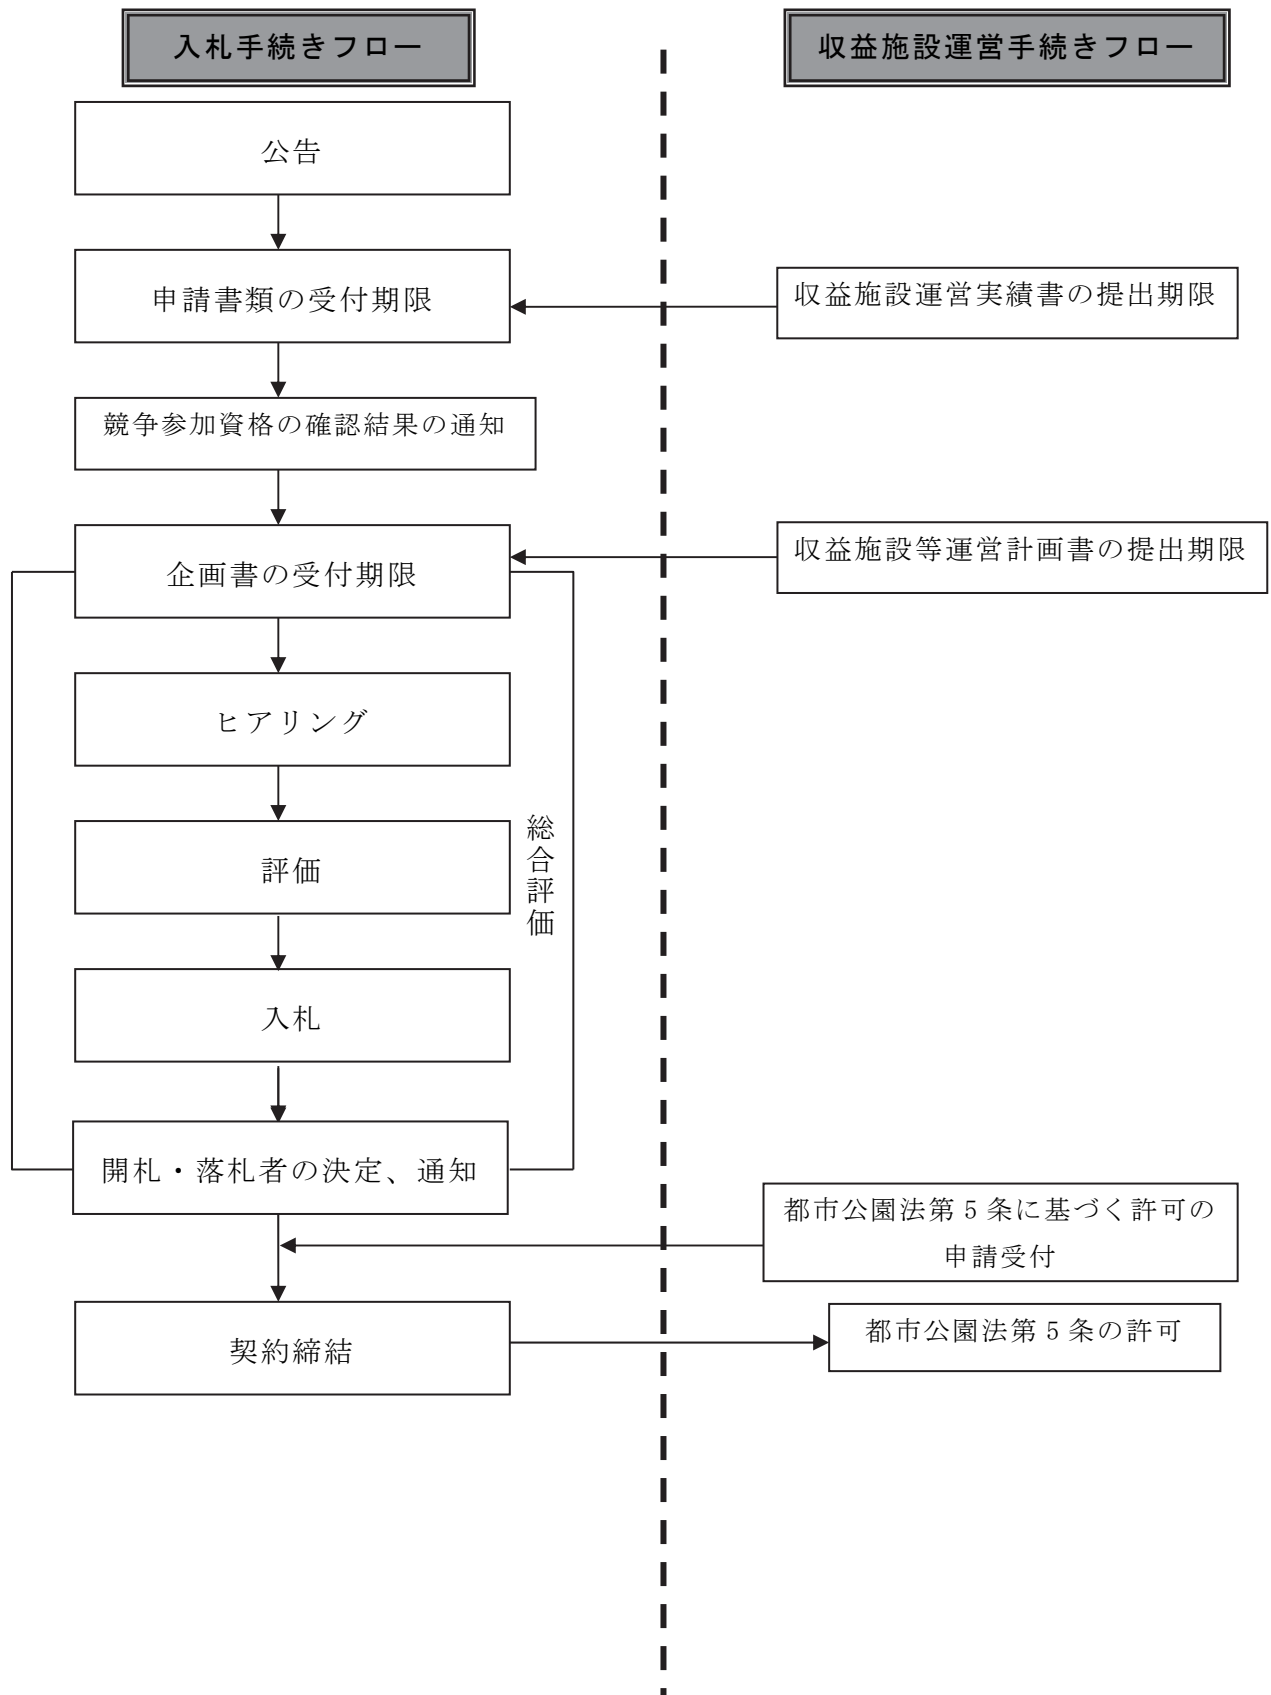 入札手続きフロー
収益施設運営手続きフロー
公告
申請書類の受付期限
収益施設運営実績書の提出期限
競争参加資格の確認結果の通知
企画書の受付期限
収益施設等運営計画書の提出期限
ヒアリング
評価
総合評価
入札
開札・落札者の決定、通知
都市公園法第5条に基づく許可の
申請受付
契約締結
都市公園法第5条の許可